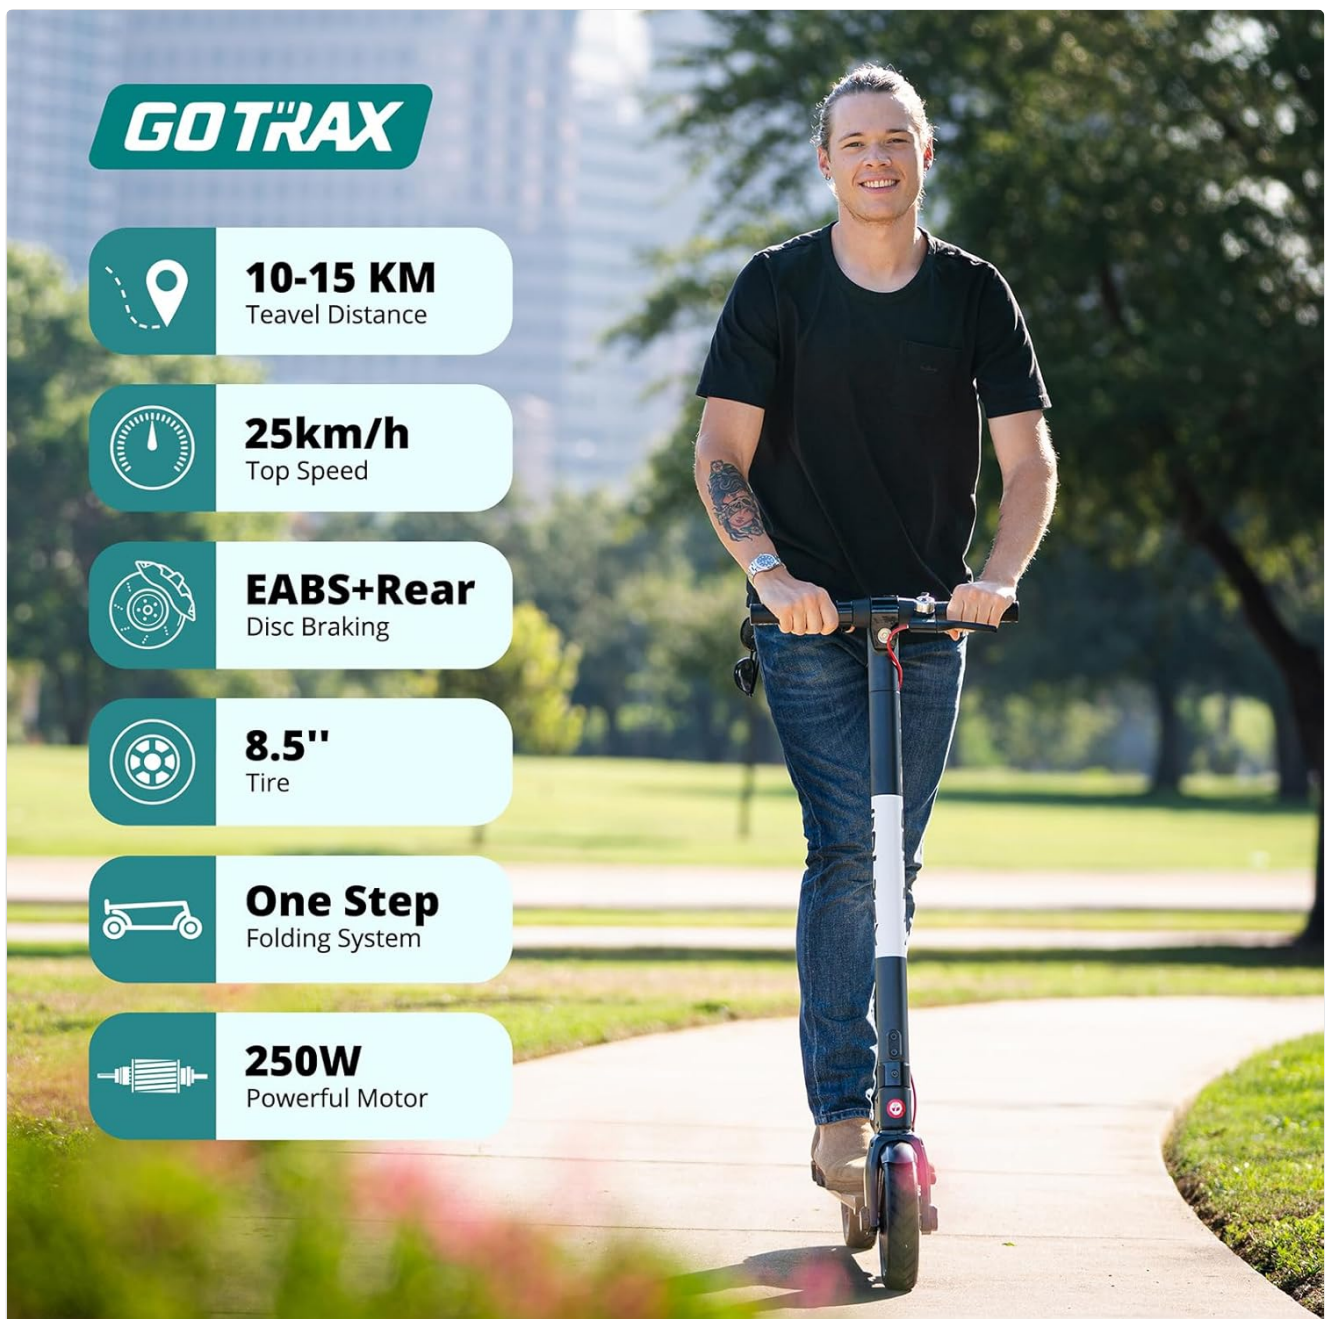 GOTRAX
10-15 KM
Teavel Distance
25km/h
Top Speed
EABS+Rear
Disc Braking
8.5''
Tire
One Step
Folding System
250W
Powerful Motor